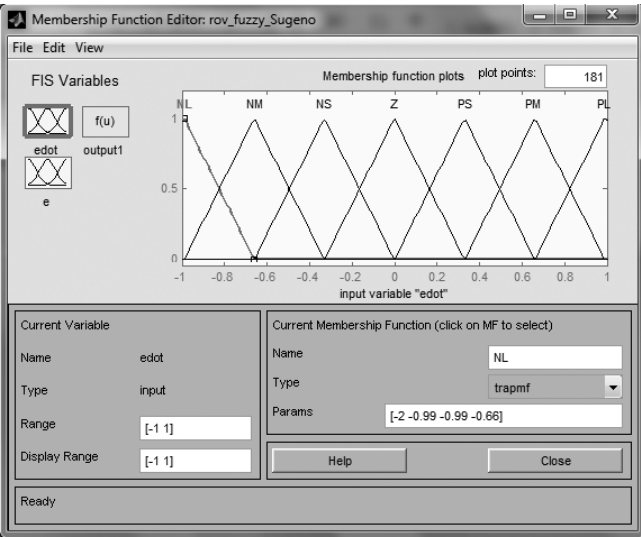 Membership Function Editor: rov_fuzzy_Sugeno
File Edit View
FIS Variables
edot
f(u)
output1
e
Membership function plots
plot points:
181
NL NM NS Z PS PM PL
1
0.5
0
-1 -0.8 -0.6 -0.4 -0.2 0 0.2 0.4 0.6 0.8 1
input variable "edot"
Current Variable
Name edot
Type input
Range [-1 1]
Display Range [-1 1]
Current Membership Function (click on MF to select)
Name NL
Type trapmf
Params [-2 -0.99 -0.99 -0.66]
Help Close
Ready